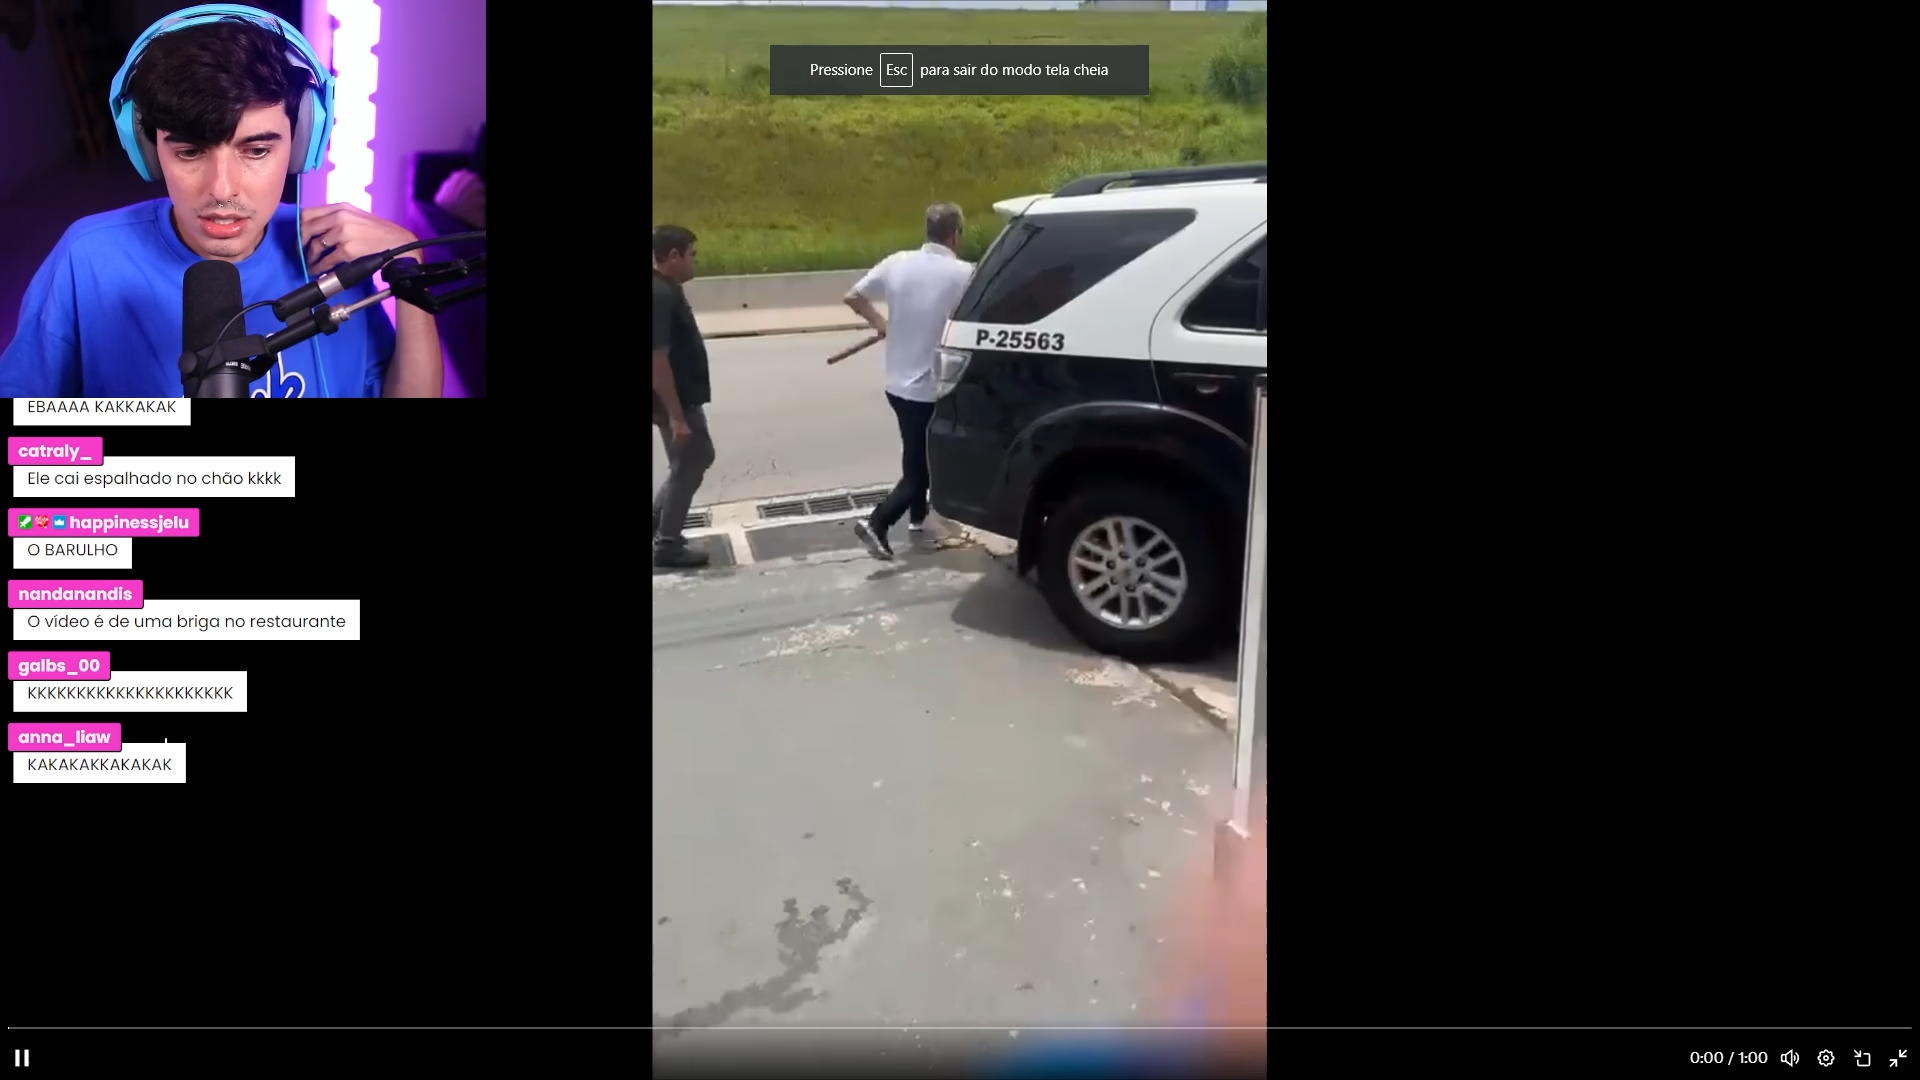 Pressione Esc para sair do modo tela cheia
P-25563
EBAAAA KAKKAKAK
catraly_
Ele cai espalhado no chão kkkk
happinessjelu
O BARULHO
nandanandis
O vídeo é de uma briga no restaurante
galbs_00
KKKKKKKKKKKKKKKKKKKKK
anna_liaw
KAKAKAKKAKAKAK
0:00 / 1:00